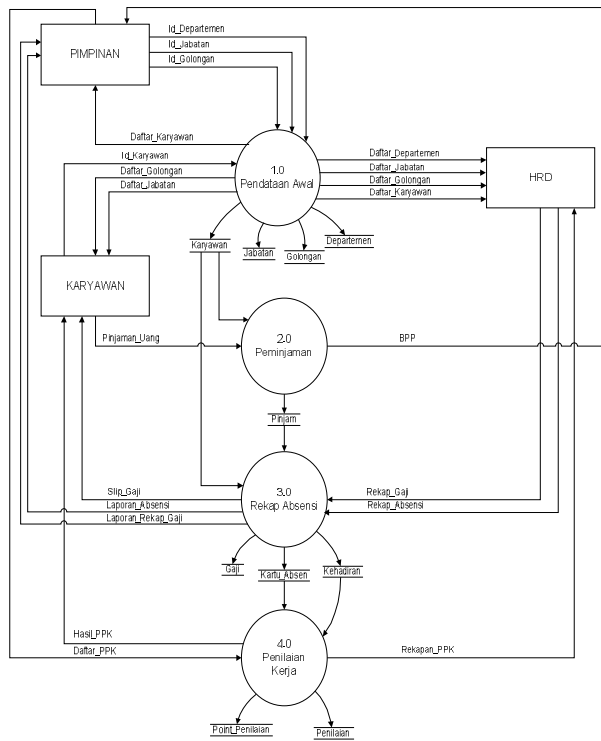 Id_Departemen
Id_Jabatan
PIMPINAN
Id_Golongan
Daftar_Karyawan
Id_Karyawan
Daftar_Golongan
Daftar_Jabatan
1.0
Pendataan Awal
Daftar_Departemen
Daftar_Jabatan
Daftar_Golongan
Daftar_Karyawan
HRD
Karyawan
Jabatan
Golongan
Departemen
KARYAWAN
Pinjaman_Uang
2.0
Peminjaman
BPP
Pinjam
Slip_Gaji
Laporan_Absensi
Laporan_Rekap_Gaji
3.0
Rekap Absensi
Rekap_Gaji
Rekap_Absensi
Gaji
Kartu_Absen
Kehadiran
Hasil_PPK
Daftar_PPK
4.0
Penilaian
Kerja
Rekapan_PPK
Point_Penilaian
Penilaian